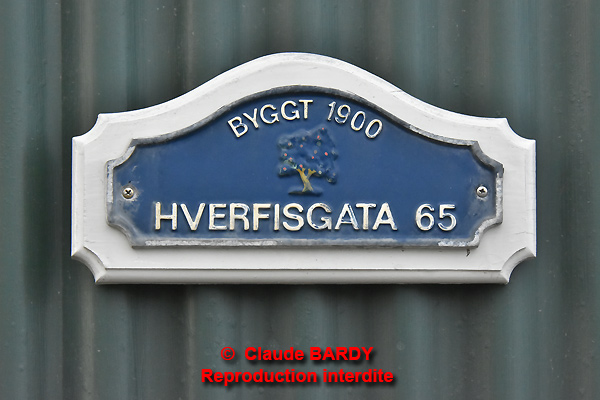 BYGGT 1900
HVERFISGATA 65
© Claude BARDY
Reproduction interdite